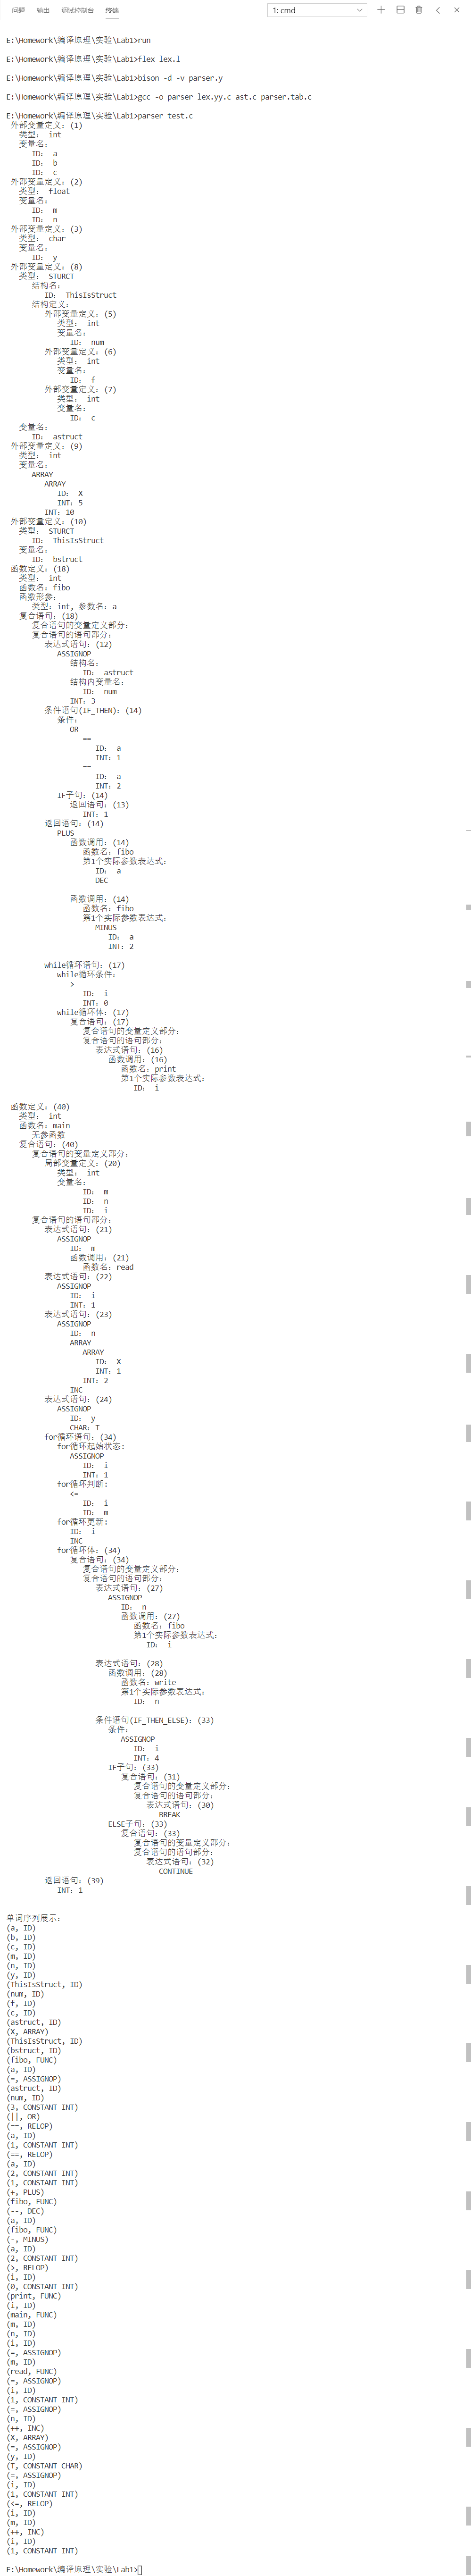 问题 输出 调试控制台 终端 1: cmd
E:\Homework\编译原理\实验\Lab1>run
E:\Homework\编译原理\实验\Lab1>flex lex.l
E:\Homework\编译原理\实验\Lab1>bison -d -v parser.y
E:\Homework\编译原理\实验\Lab1>gcc -o parser lex.yy.c ast.c parser.tab.c
E:\Homework\编译原理\实验\Lab1>parser test.c
外部变量定义：(1)
类型： int
变量名：
ID： a
ID： b
ID： c
外部变量定义：(2)
类型： float
变量名：
ID： m
ID： n
外部变量定义：(3)
类型： char
变量名：
ID： y
外部变量定义：(8)
类型： STURCT
结构名：
ID： ThisIsStruct
结构定义：
外部变量定义：(5)
类型： int
变量名：
ID： num
外部变量定义：(6)
类型： int
变量名：
ID： f
外部变量定义：(7)
类型： int
变量名：
ID： c
变量名：
ID： astruct
外部变量定义：(9)
类型： int
变量名：
ARRAY
ARRAY
ID： X
INT：5
INT：10
外部变量定义：(10)
类型： STURCT
ID： ThisIsStruct
变量名：
ID： bstruct
函数定义：(18)
类型： int
函数名：fibo
函数形参：
类型：int, 参数名：a
复合语句：(18)
复合语句的变量定义部分：
复合语句的语句部分：
表达式语句：(12)
ASSIGNOP
结构名：
ID： astruct
结构内变量名：
ID： num
INT：3
条件语句(IF_THEN)：(14)
条件：
OR
==
ID： a
INT：1
==
ID： a
INT：2
IF子句：(14)
返回语句：(13)
INT：1
返回语句：(14)
PLUS
函数调用：(14)
函数名：fibo
第1个实际参数表达式：
ID： a
DEC
函数调用：(14)
函数名：fibo
第1个实际参数表达式：
MINUS
ID： a
INT：2
while循环语句：(17)
while循环条件：
>
ID： i
INT：0
while循环体：(17)
复合语句：(17)
复合语句的变量定义部分：
复合语句的语句部分：
表达式语句：(16)
函数调用：(16)
函数名：print
第1个实际参数表达式：
ID： i
函数定义：(40)
类型： int
函数名：main
无参函数
复合语句：(40)
复合语句的变量定义部分：
局部变量定义：(20)
类型： int
变量名：
ID： m
ID： n
ID： i
复合语句的语句部分：
表达式语句：(21)
ASSIGNOP
ID： m
函数调用：(21)
函数名：read
表达式语句：(22)
ASSIGNOP
ID： i
INT：1
表达式语句：(23)
ASSIGNOP
ID： n
ARRAY
ARRAY
ID： X
INT：1
INT：2
INC
表达式语句：(24)
ASSIGNOP
ID： y
CHAR：T
for循环语句：(34)
for循环起始状态：
ASSIGNOP
ID： i
INT：1
for循环判断：
<=
ID： i
ID： m
for循环更新：
ID： i
INC
for循环体：(34)
复合语句：(34)
复合语句的变量定义部分：
复合语句的语句部分：
表达式语句：(27)
ASSIGNOP
ID： n
函数调用：(27)
函数名：fibo
第1个实际参数表达式：
ID： i
表达式语句：(28)
函数调用：(28)
函数名：write
第1个实际参数表达式：
ID： n
条件语句(IF_THEN_ELSE)：(33)
条件：
ASSIGNOP
ID： i
INT：4
IF子句：(33)
复合语句：(31)
复合语句的变量定义部分：
复合语句的语句部分：
表达式语句：(30)
BREAK
ELSE子句：(33)
复合语句：(33)
复合语句的变量定义部分：
复合语句的语句部分：
表达式语句：(32)
CONTINUE
返回语句：(39)
INT：1
单词序列展示：
(a, ID)
(b, ID)
(c, ID)
(m, ID)
(n, ID)
(y, ID)
(ThisIsStruct, ID)
(num, ID)
(f, ID)
(c, ID)
(astruct, ID)
(X, ARRAY)
(ThisIsStruct, ID)
(bstruct, ID)
(fibo, FUNC)
(a, ID)
(=, ASSIGNOP)
(astruct, ID)
(num, ID)
(3, CONSTANT INT)
(||, OR)
(==, RELOP)
(a, ID)
(1, CONSTANT INT)
(==, RELOP)
(a, ID)
(2, CONSTANT INT)
(1, CONSTANT INT)
(+, PLUS)
(fibo, FUNC)
(--, DEC)
(a, ID)
(fibo, FUNC)
(-, MINUS)
(a, ID)
(2, CONSTANT INT)
(>, RELOP)
(i, ID)
(0, CONSTANT INT)
(print, FUNC)
(i, ID)
(main, FUNC)
(m, ID)
(n, ID)
(i, ID)
(=, ASSIGNOP)
(m, ID)
(read, FUNC)
(=, ASSIGNOP)
(i, ID)
(1, CONSTANT INT)
(=, ASSIGNOP)
(n, ID)
(++, INC)
(X, ARRAY)
(=, ASSIGNOP)
(y, ID)
(T, CONSTANT CHAR)
(=, ASSIGNOP)
(i, ID)
(1, CONSTANT INT)
(<=, RELOP)
(i, ID)
(m, ID)
(++, INC)
(i, ID)
(1, CONSTANT INT)
E:\Homework\编译原理\实验\Lab1>